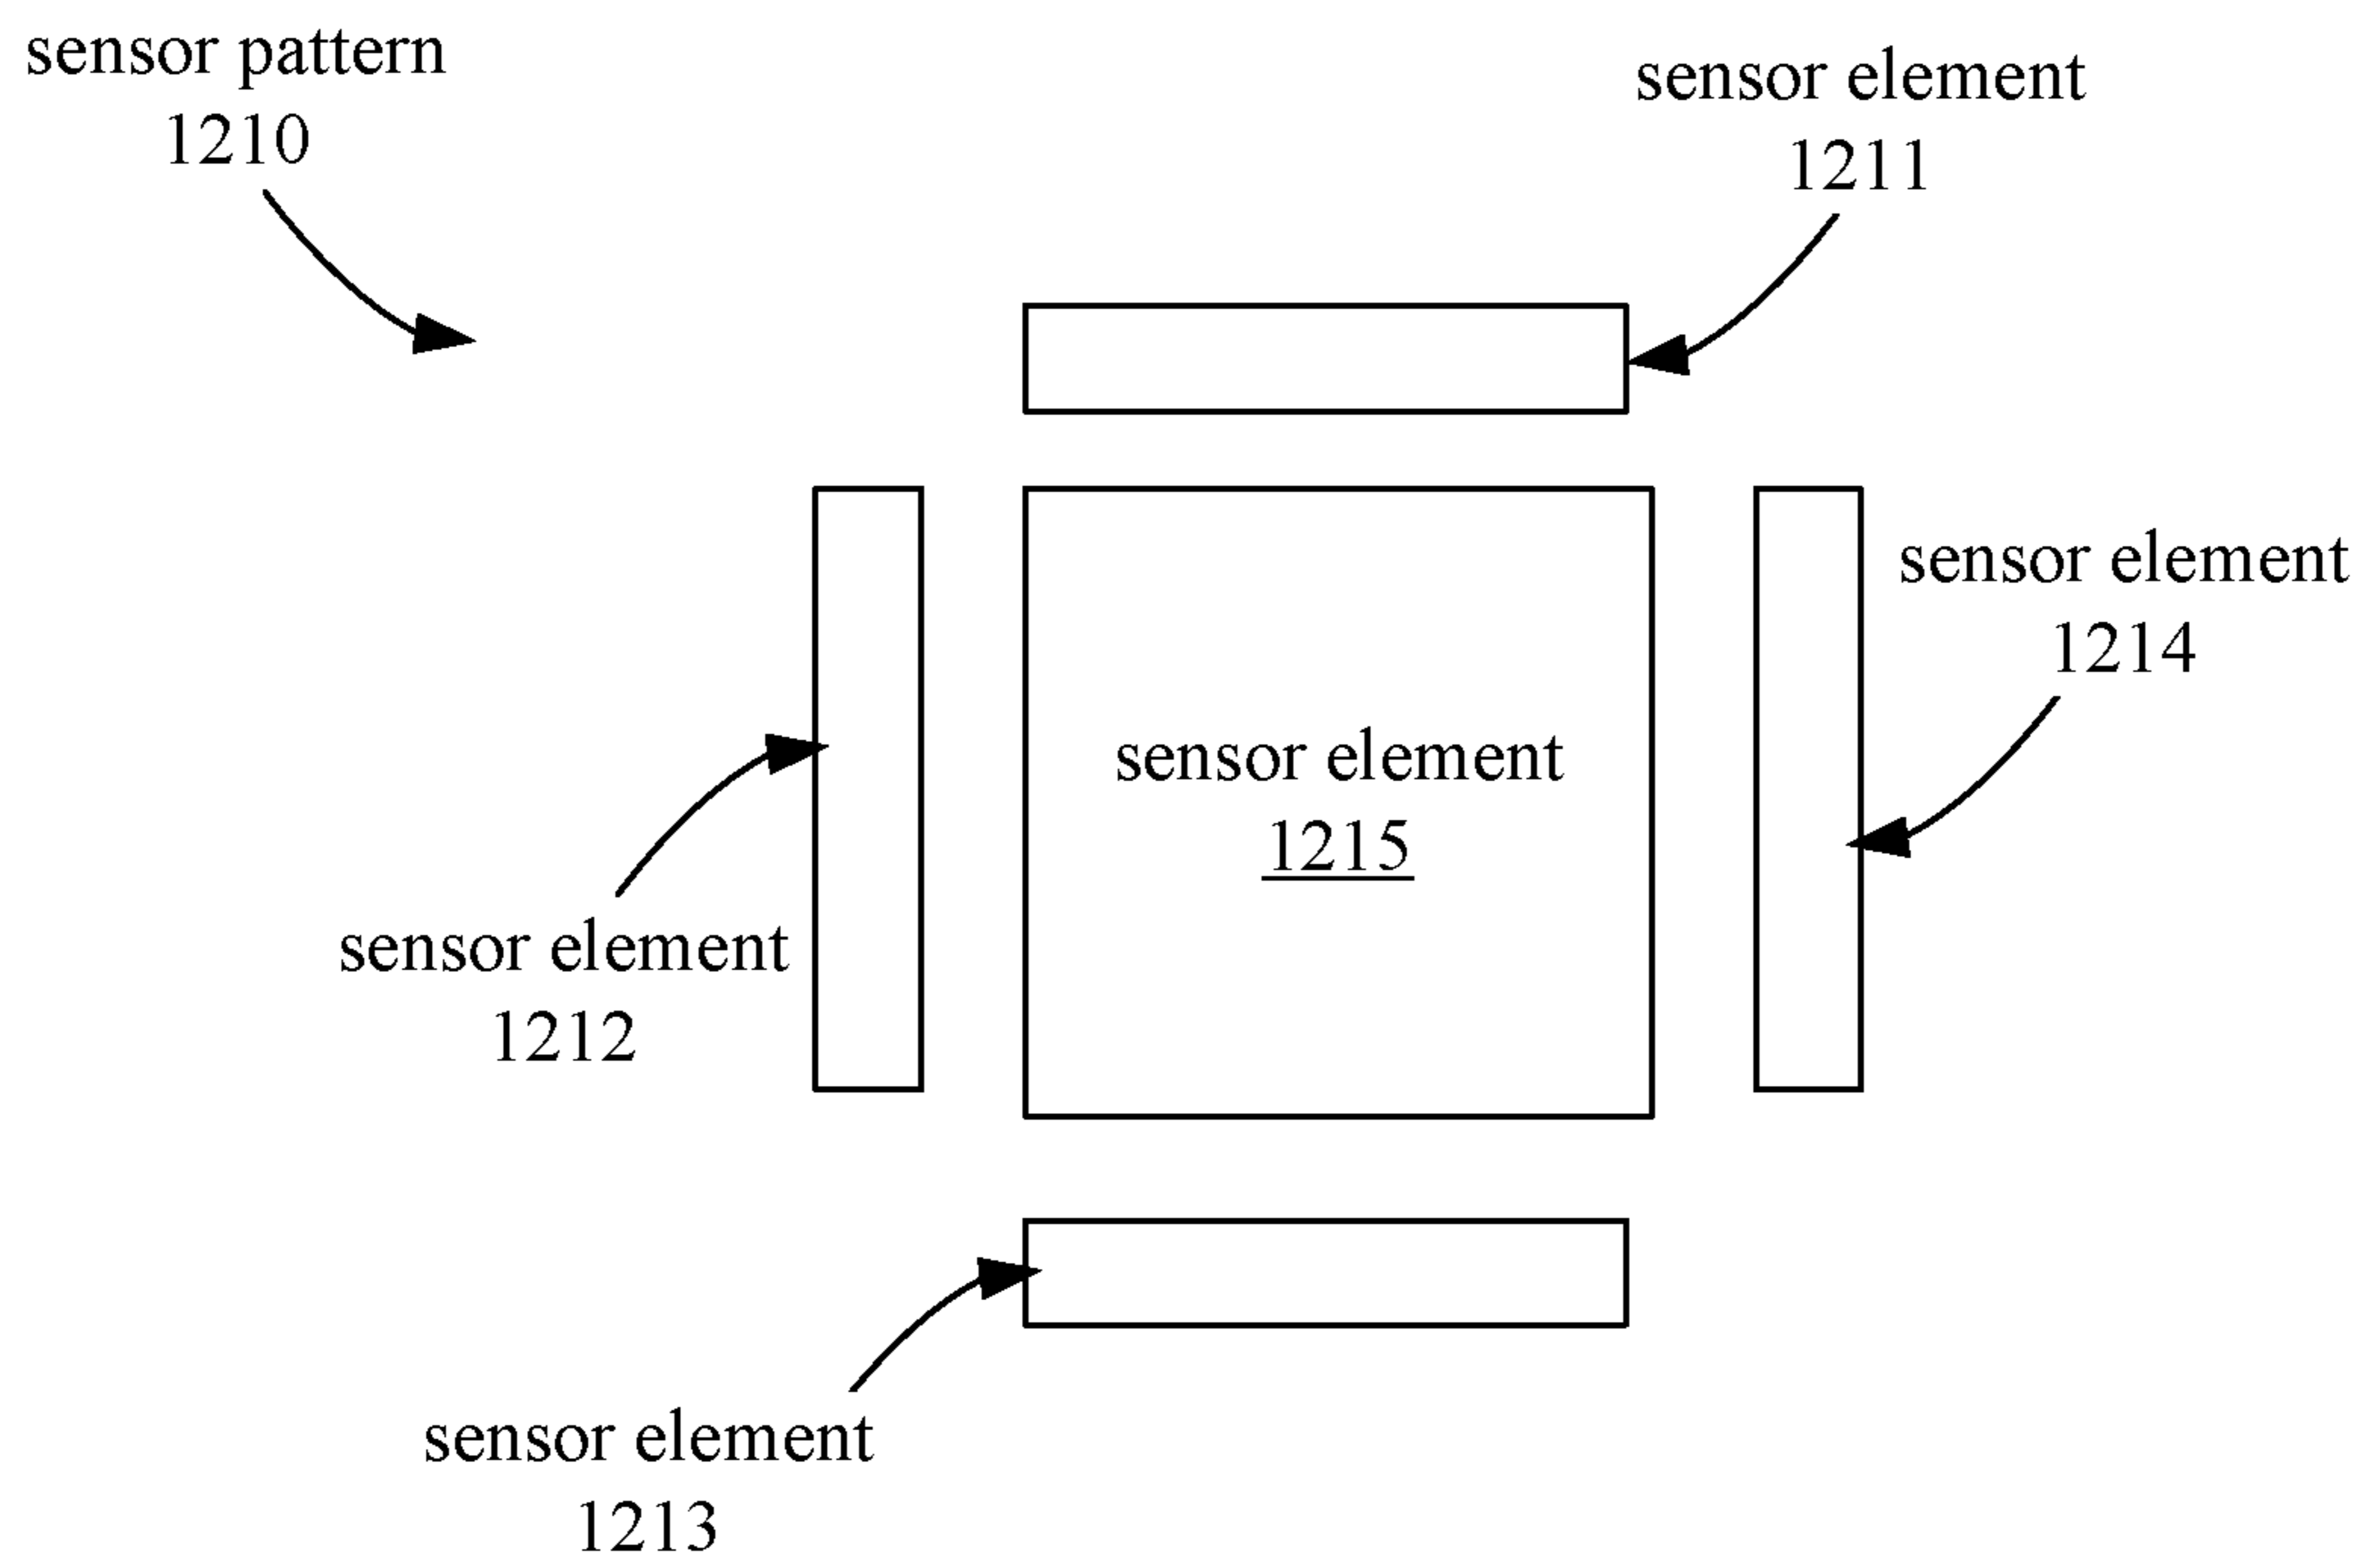 sensor pattern
1210
sensor element
1211
sensor element
1214
sensor element
1215
sensor element
1212
sensor element
1213